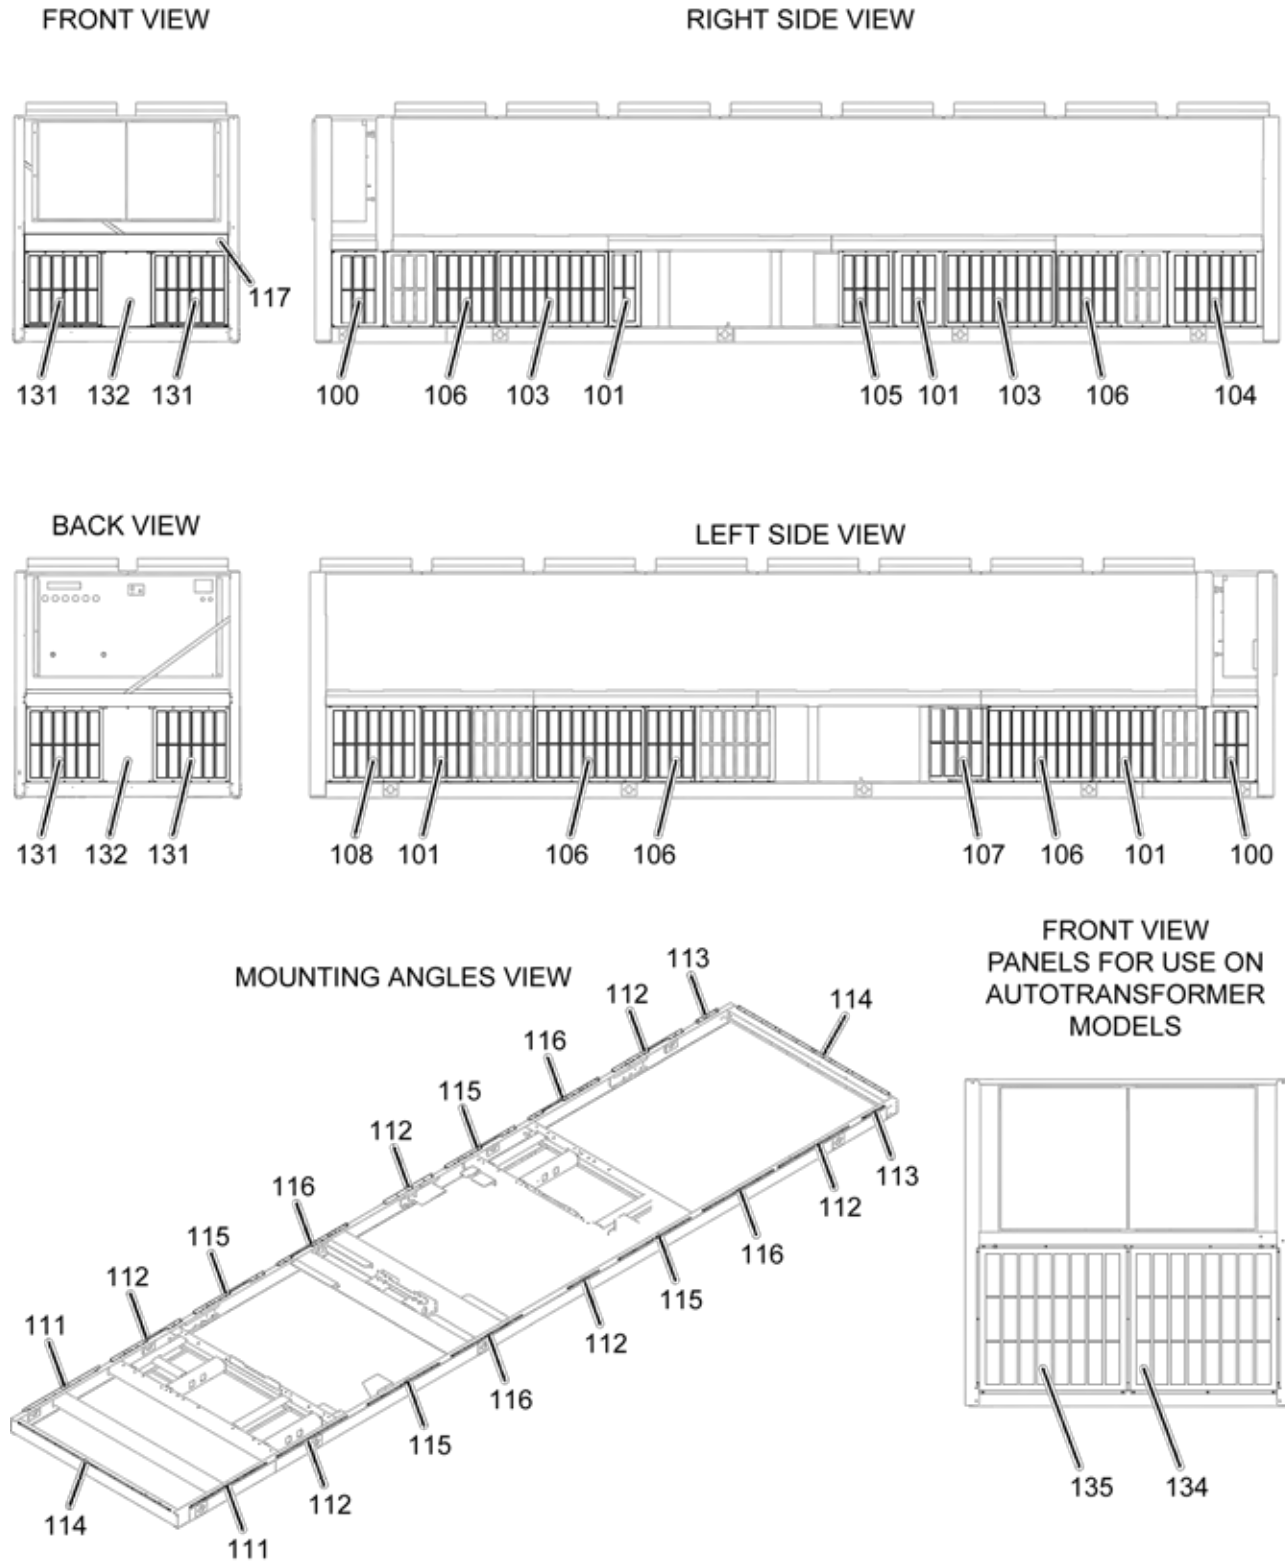 FRONT VIEW
RIGHT SIDE VIEW
117
131 132 131
100 106 103 101 105 101 103 106 104
BACK VIEW
LEFT SIDE VIEW
131 132 131
108 101 106 106 107 106 101 100
MOUNTING ANGLES VIEW
113
112
114
116
115
112
116
115
112
111
113
112
116
115
112
116
115
112
111
114
FRONT VIEW
PANELS FOR USE ON
AUTOTRANSFORMER
MODELS
135 134